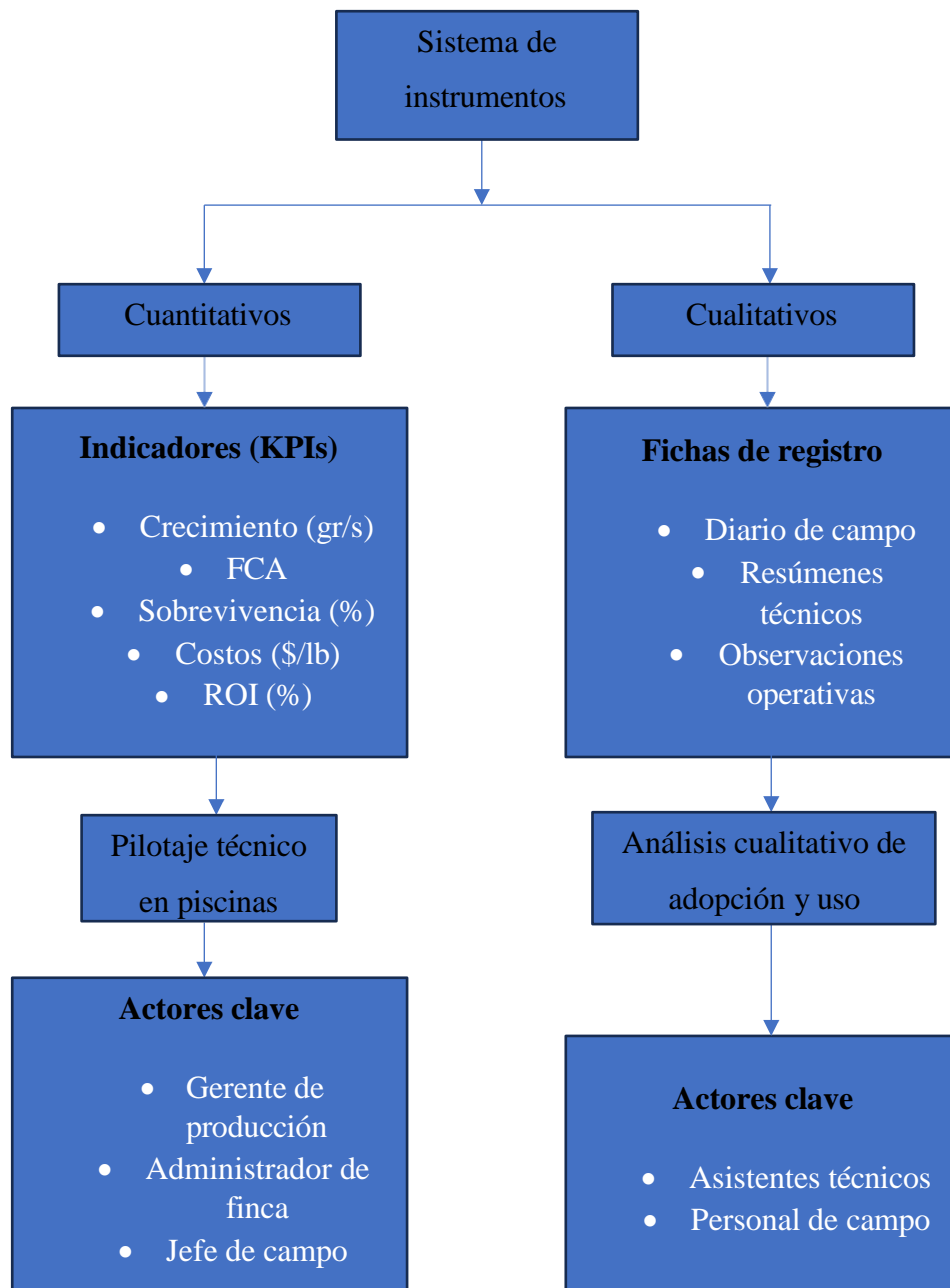 Sistema de
instrumentos
Cuantitativos
Cualitativos
Indicadores (KPIs)
• Crecimiento (gr/s)
• FCA
• Sobrevivencia (%)
• Costos ($/lb)
• ROI (%)
Fichas de registro
• Diario de campo
• Resúmenes
técnicos
• Observaciones
operativas
Pilotaje técnico
en piscinas
Análisis cualitativo de
adopción y uso
Actores clave
• Gerente de
producción
• Administrador de
finca
• Jefe de campo
Actores clave
• Asistentes técnicos
• Personal de campo